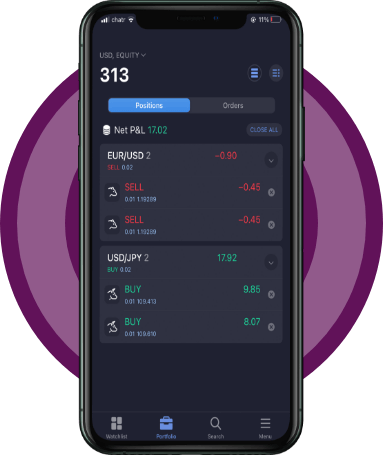 chatr 11%
USD, EQUITY
313
Positions Orders
Net P&L 17.02 CLOSE ALL
EUR/USD 2 -0.90
SELL 0.02
SELL -0.45
0.01 1.19289
SELL -0.45
0.01 1.19289
USD/JPY 2 17.92
BUY 0.02
BUY 9.85
0.01 109.413
BUY 8.07
0.01 109.610
Watchlist Portfolio Search Menu